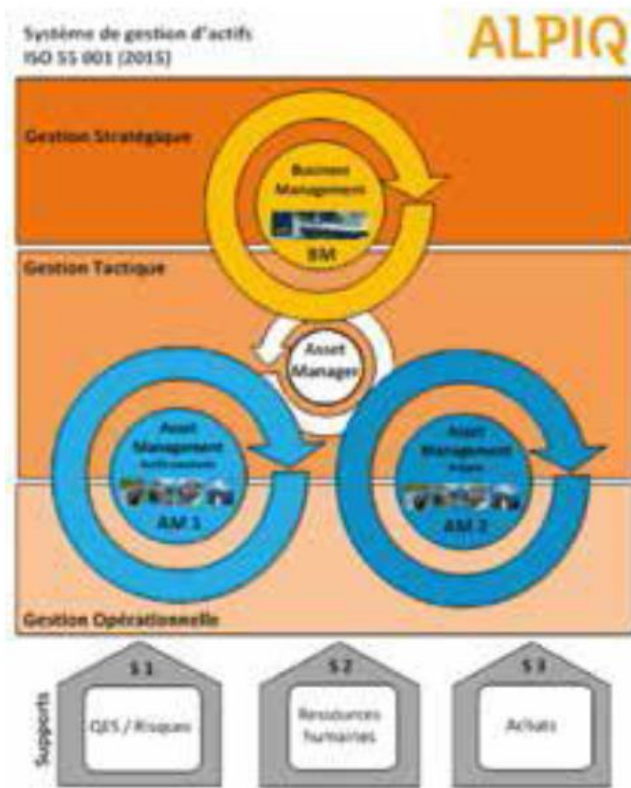 Système de gestion d'actifs
ISO 55 001 (2015)
ALPIQ
Gestion Stratégique
Business
Management
BM
Gestion Tactique
Asset
Manager
Asset
Management
AM 1
Asset
Management
AM 2
Gestion Opérationnelle
Supports
S 1
QES / Risques
S 2
Ressources
humaines
S 3
Achats